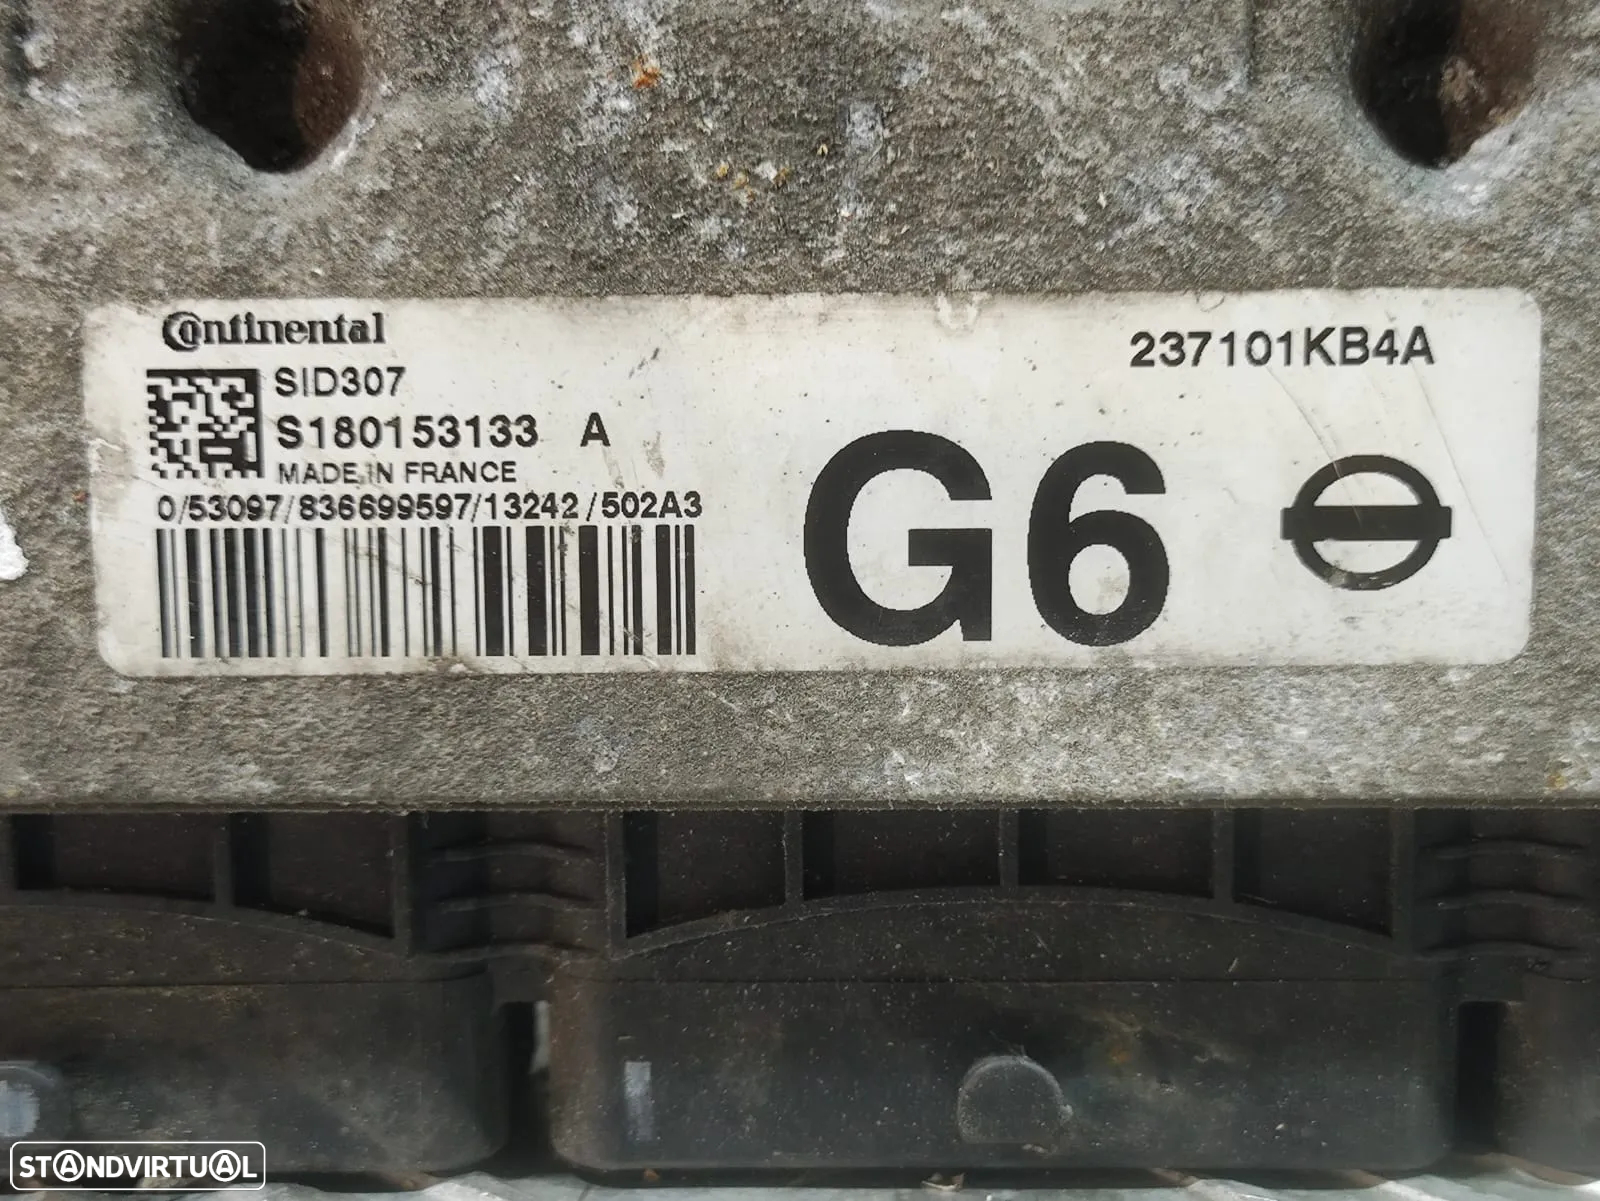 Continental
237101KB4A
SID307
S180153133 A
MADE IN FRANCE
0/53097/836699597/13242/502A3
G6
STANDVIRTUAL